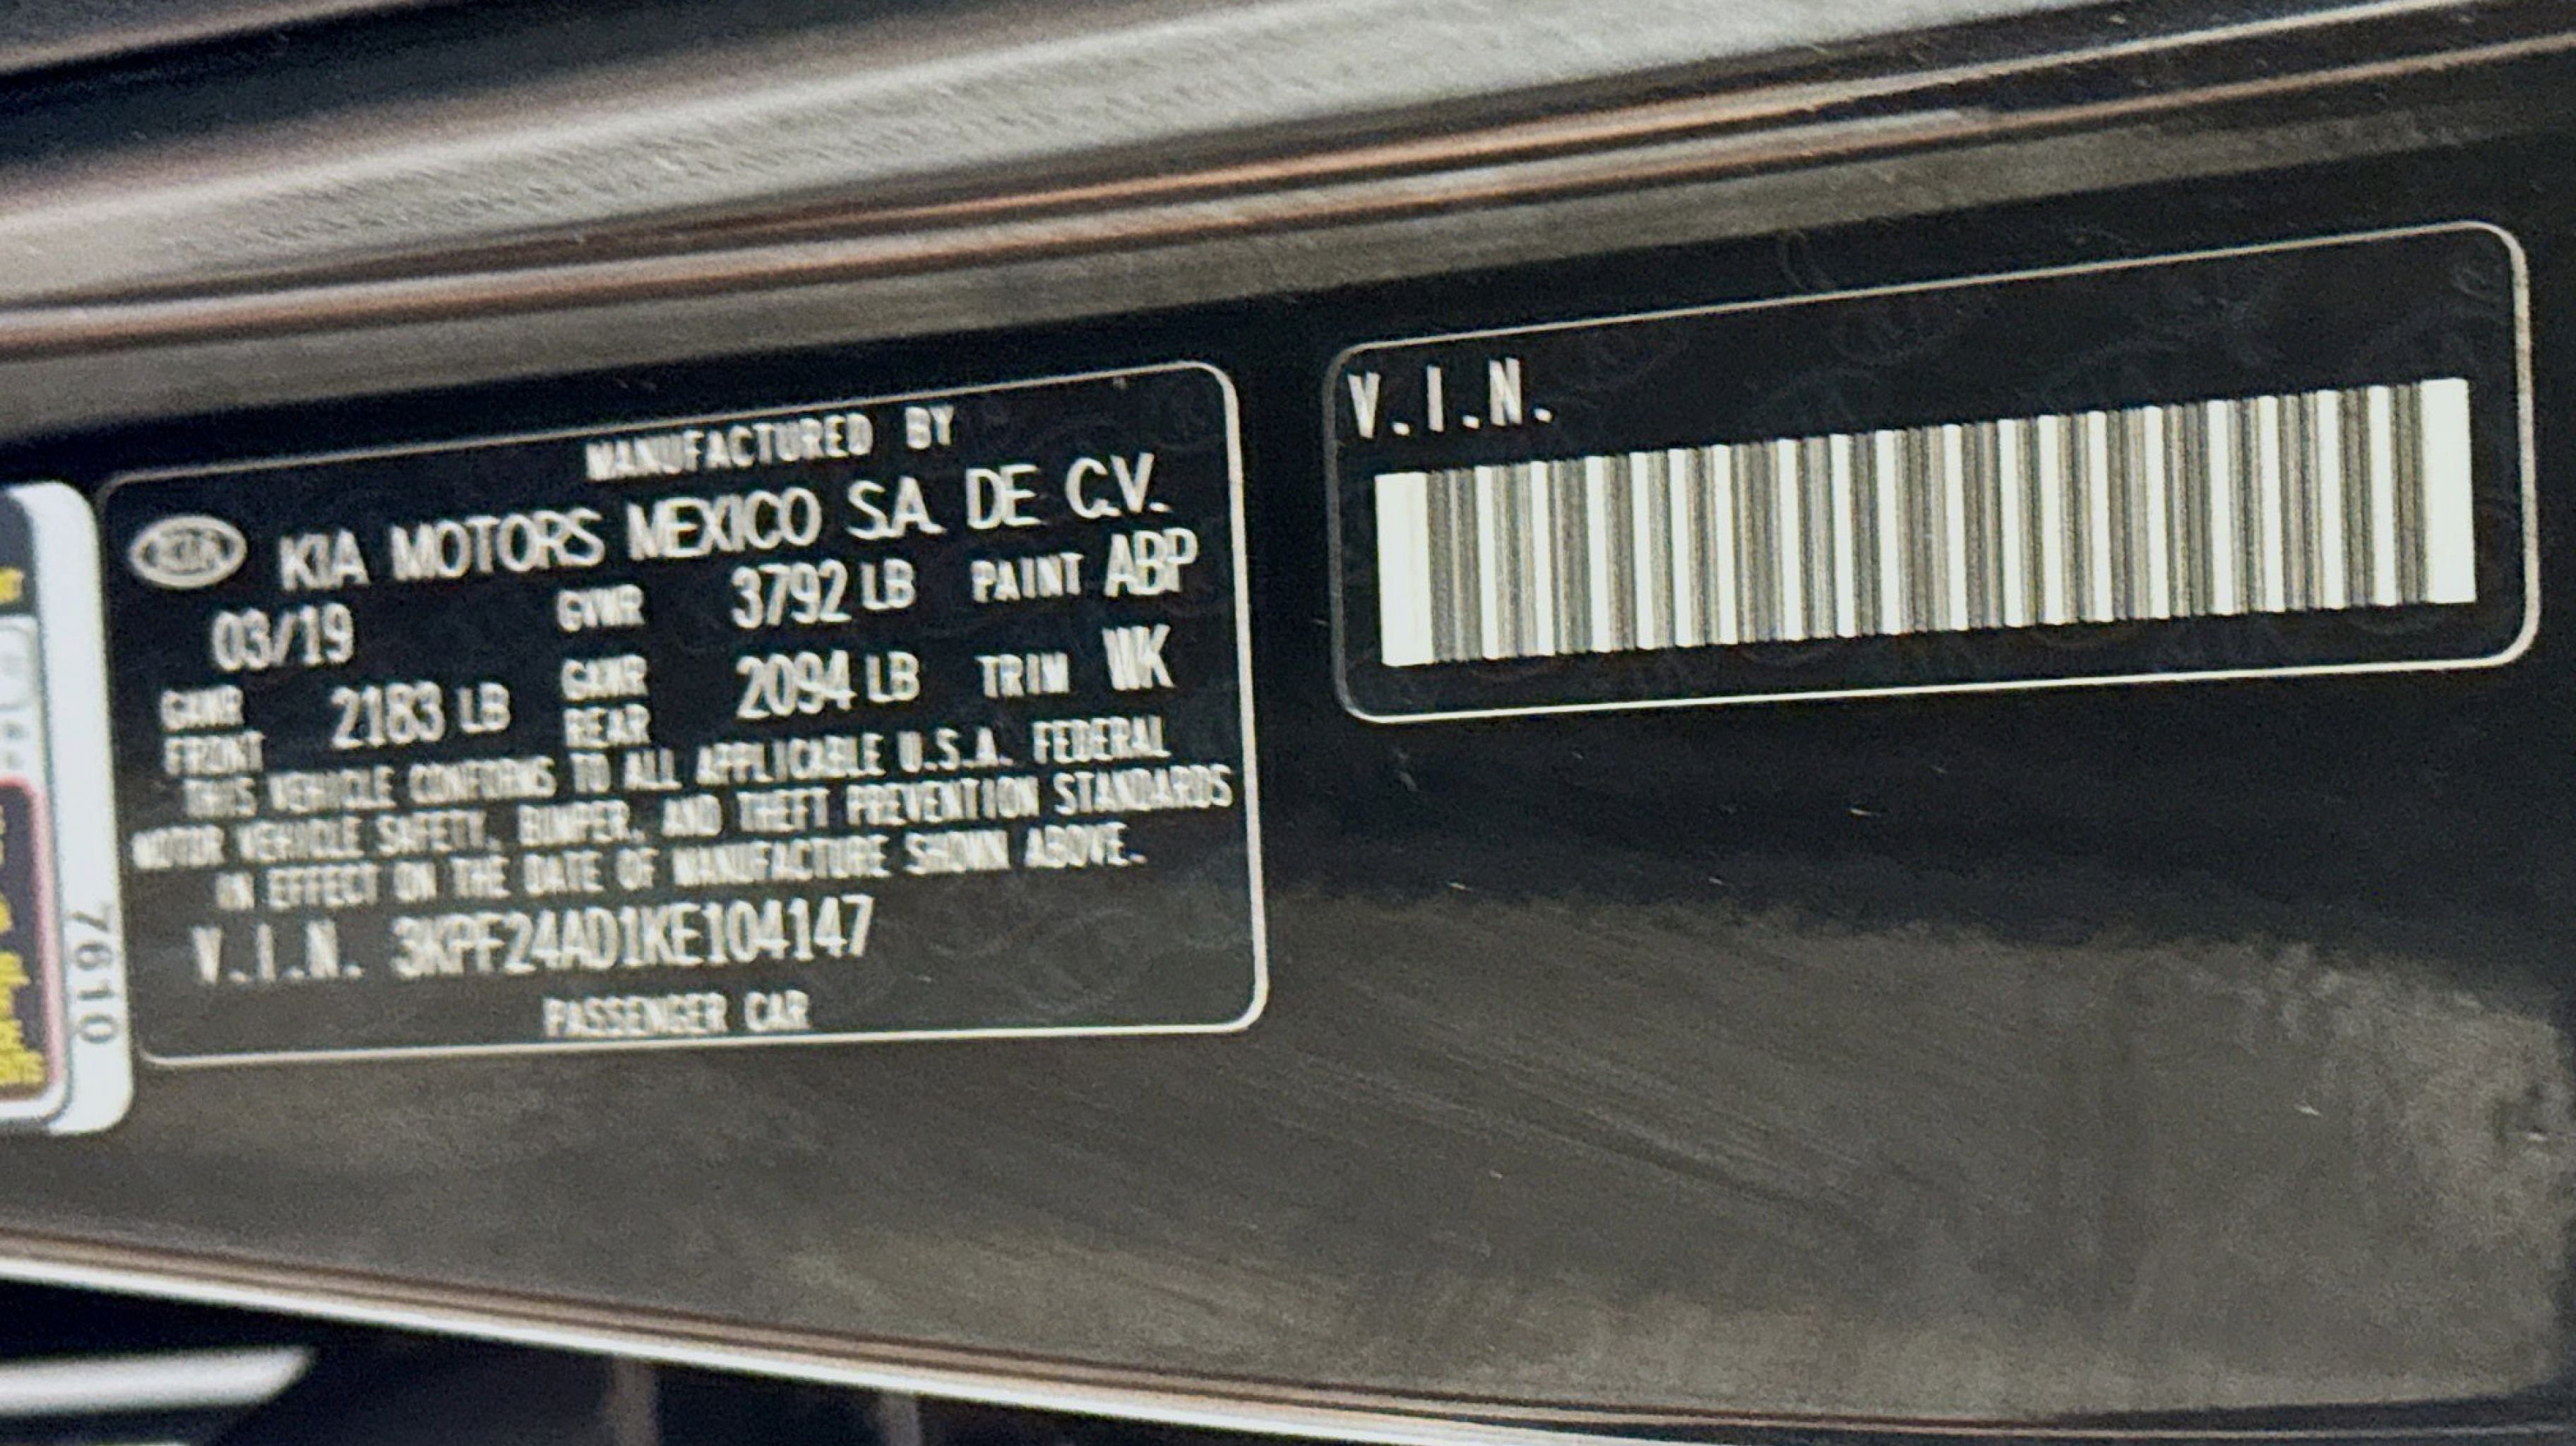 MANUFACTURED BY
KIA KIA MOTORS MEXICO S.A. DE C.V.
03/19 GVWR 3792 LB PAINT ABP
GAWR FRONT 2183 LB GAWR REAR 2094 LB TRIM WK
THIS VEHICLE CONFORMS TO ALL APPLICABLE U.S.A. FEDERAL
MOTOR VEHICLE SAFETY, BUMPER, AND THEFT PREVENTION STANDARDS
IN EFFECT ON THE DATE OF MANUFACTURE SHOWN ABOVE.
V.I.N. 3KPF24AD1KE104147
PASSENGER CAR
V.I.N.
7610